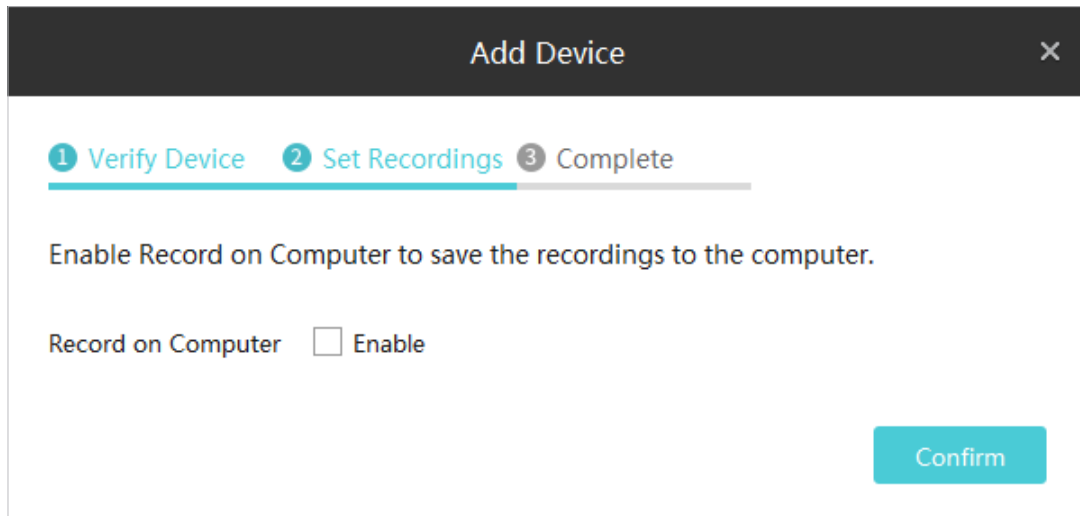 Add Device
1 Verify Device 2 Set Recordings 3 Complete
Enable Record on Computer to save the recordings to the computer.
Record on Computer Enable
Confirm